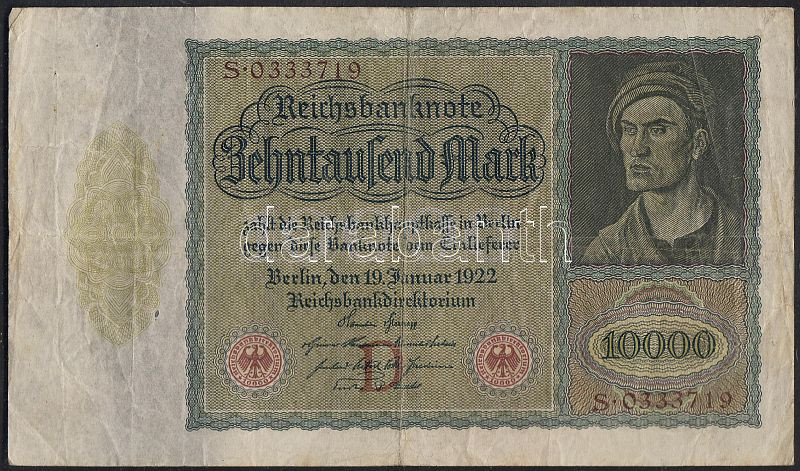 S·0333719
Reichsbanknote
Zehntausend Mark
zahlt die Reichsbankhauptkasse in Berlin
gegen diese Banknote dem Einlieferer
darabanth
Berlin, den 19. Januar 1922
Reichsbankdirektorium
D
10000
S·0333719